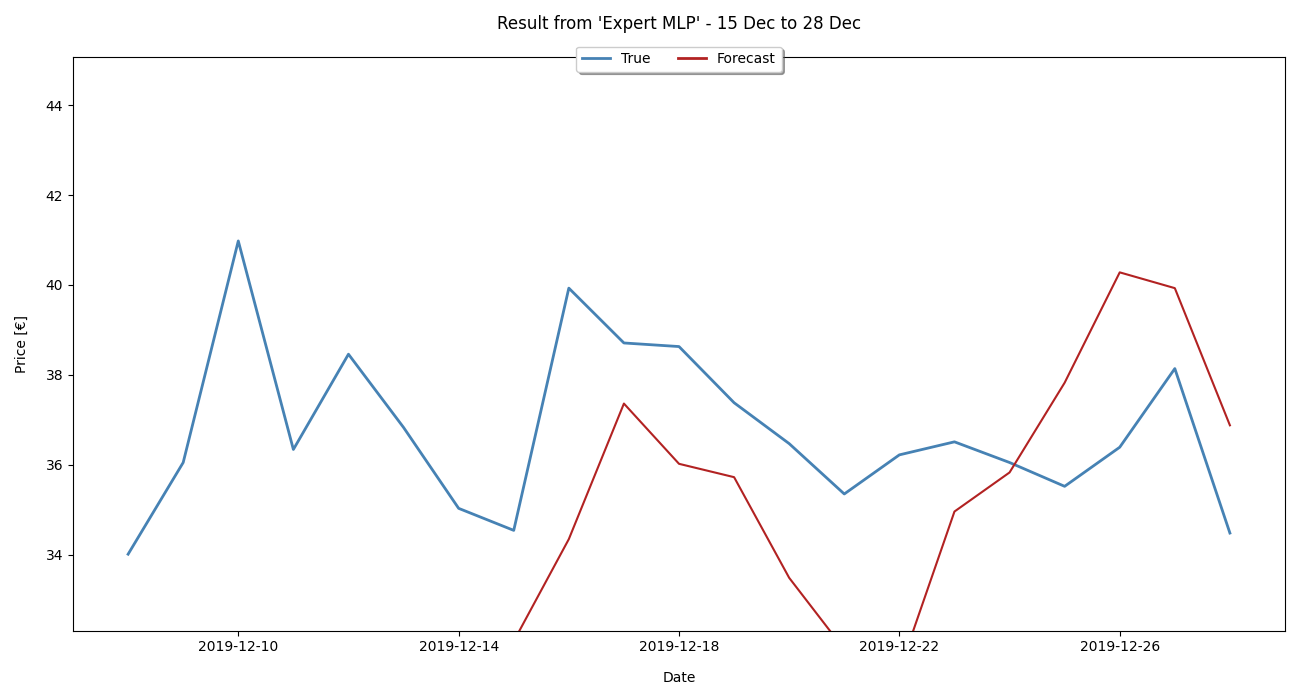 Result from 'Expert MLP' - 15 Dec to 28 Dec
True Forecast
44
42
40
38
36
34
Price [€]
2019-12-10 2019-12-14 2019-12-18 2019-12-22 2019-12-26
Date